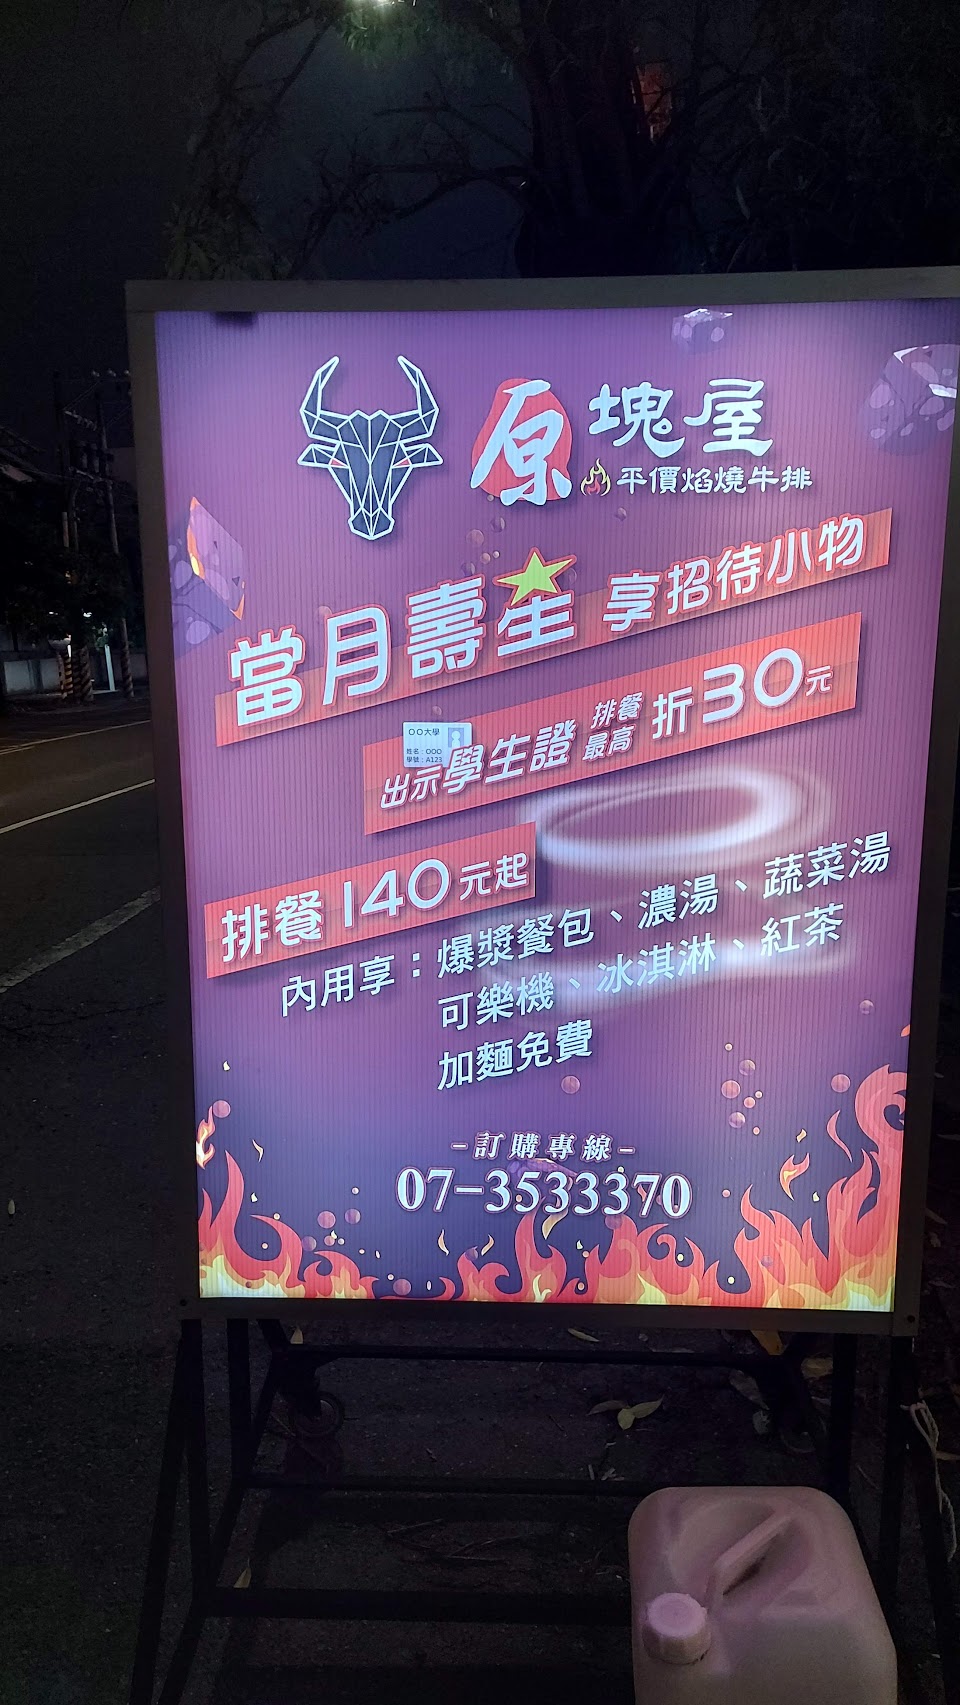 原塊屋
平價焰燒牛排
當月壽星 享招待小物
OO大學
姓名:OOO
學號:A123
出示學生證 排餐最高 折30元
排餐140元起
內用享:爆漿餐包、濃湯、蔬菜湯
可樂機、冰淇淋、紅茶
加麵免費
-訂購專線-
07-3533370